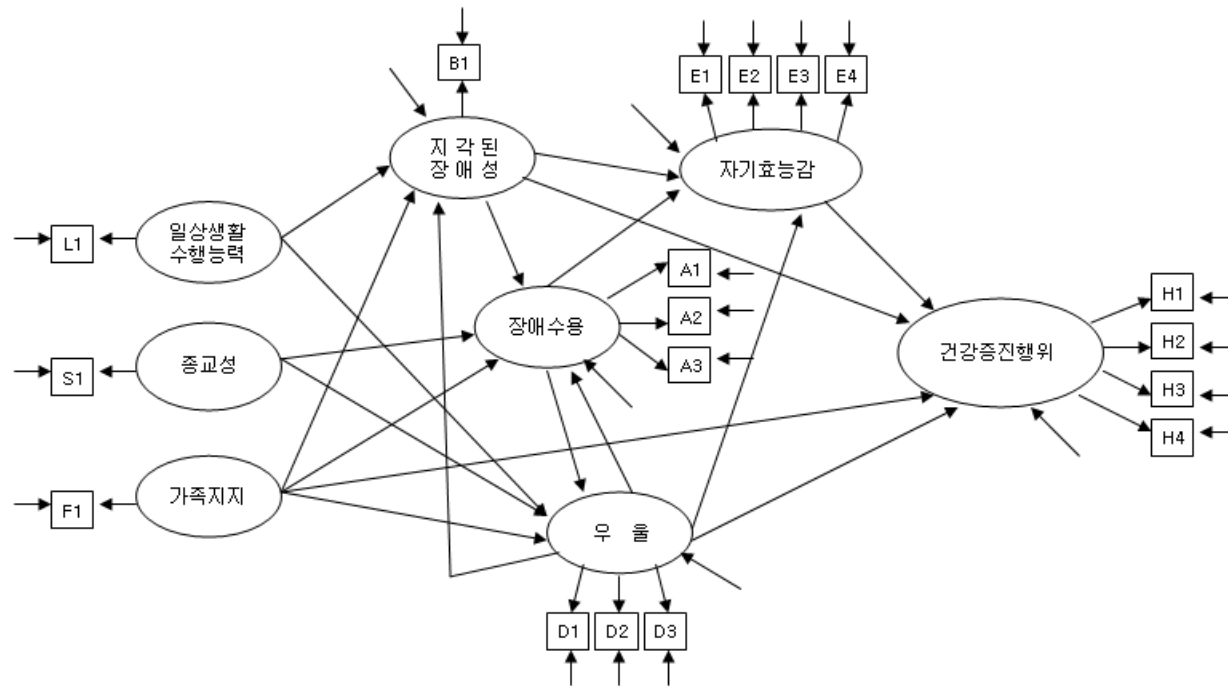 B1
E1
E2
E3
E4
지 각 된
장 애 성
자기효능감
일상생활
수행능력
L1
A1
A2
A3
장애수용
H1
H2
H3
H4
건강증진행위
종교성
S1
가족지지
F1
우 울
D1
D2
D3